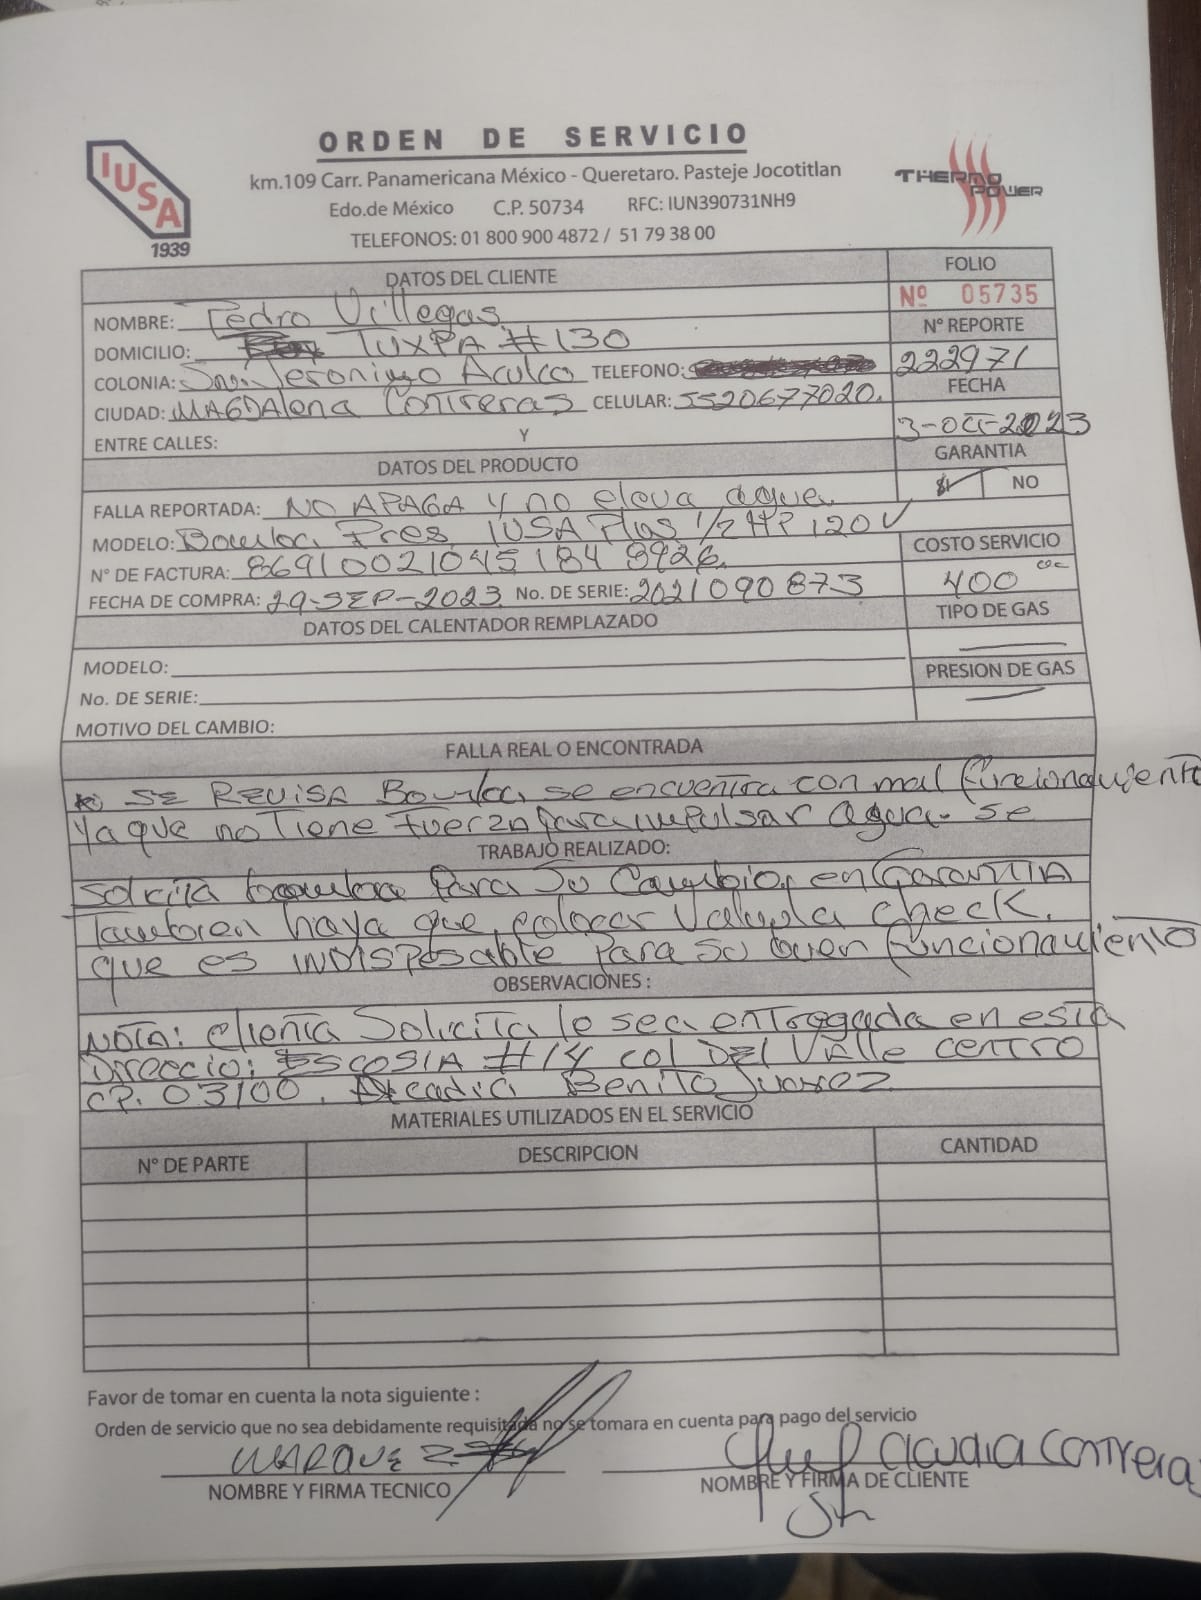 ORDEN DE SERVICIO
IUSA
1939
km.109 Carr. Panamericana México - Queretaro. Pasteje Jocotitlan
THERMO POWER
Edo.de México C.P. 50734 RFC: IUN390731NH9
TELEFONOS: 01 800 900 4872 / 51 79 38 00
DATOS DEL CLIENTE
FOLIO
Nº 05735
NOMBRE: Pedro Villegas
Nº REPORTE
DOMICILIO: TUXPA #130
222971
COLONIA: San Jeronimo Aculco TELEFONO:
FECHA
CIUDAD: MAGDAlena Contreras CELULAR: 5520677020.
3-OCT-2023
ENTRE CALLES: Y
GARANTIA
DATOS DEL PRODUCTO
NO
FALLA REPORTADA: NO APAGA y no eleva agua.
MODELO: Bomba Pres. IUSA Plas 1/2 HP 120V
COSTO SERVICIO
N° DE FACTURA: 869100210451848926.
400
FECHA DE COMPRA: 29-SEP-2023 No. DE SERIE: 2021090873
TIPO DE GAS
DATOS DEL CALENTADOR REMPLAZADO
MODELO:
PRESION DE GAS
No. DE SERIE:
MOTIVO DEL CAMBIO:
FALLA REAL O ENCONTRADA
SE REVISA Bomba se encuentra con mal funcionamiento
ya que no Tiene Fuerza para impulsar agua. se
TRABAJO REALIZADO:
Solcita bomba Para Su Cambio, en GaranTIA
Tambien haya que, colocar Valvula check.
que es INDISPesable Para su buen funcionamiento
OBSERVACIONES :
NOTA: clienta Solicita le sea entregada en esta
Direccio: ESCOSIA #14 col DEL Valle centro
CP. 03100. Alcadia Benito Juarez
MATERIALES UTILIZADOS EN EL SERVICIO
N° DE PARTE DESCRIPCION CANTIDAD
Favor de tomar en cuenta la nota siguiente :
Orden de servicio que no sea debidamente requisitada no se tomara en cuenta para pago del servicio
MARQUEZ
Claudia Contreras
NOMBRE Y FIRMA TECNICO
NOMBRE Y FIRMA DE CLIENTE